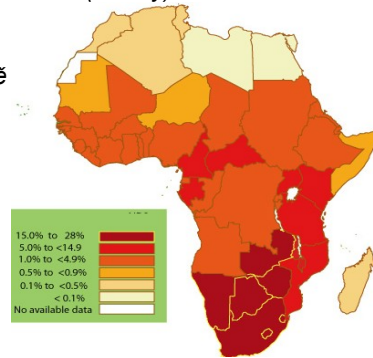 15.0% to 28%
5.0% to <14.9
1.0% to <4.9%
0.5% to <0.9%
0.1% to <0.5%
< 0.1%
No available data